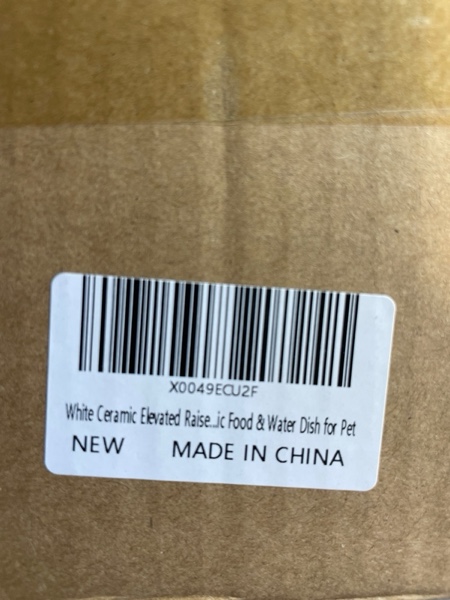 X0049ECU2F
White Ceramic Elevated Raise...ic Food & Water Dish for Pet
NEW MADE IN CHINA